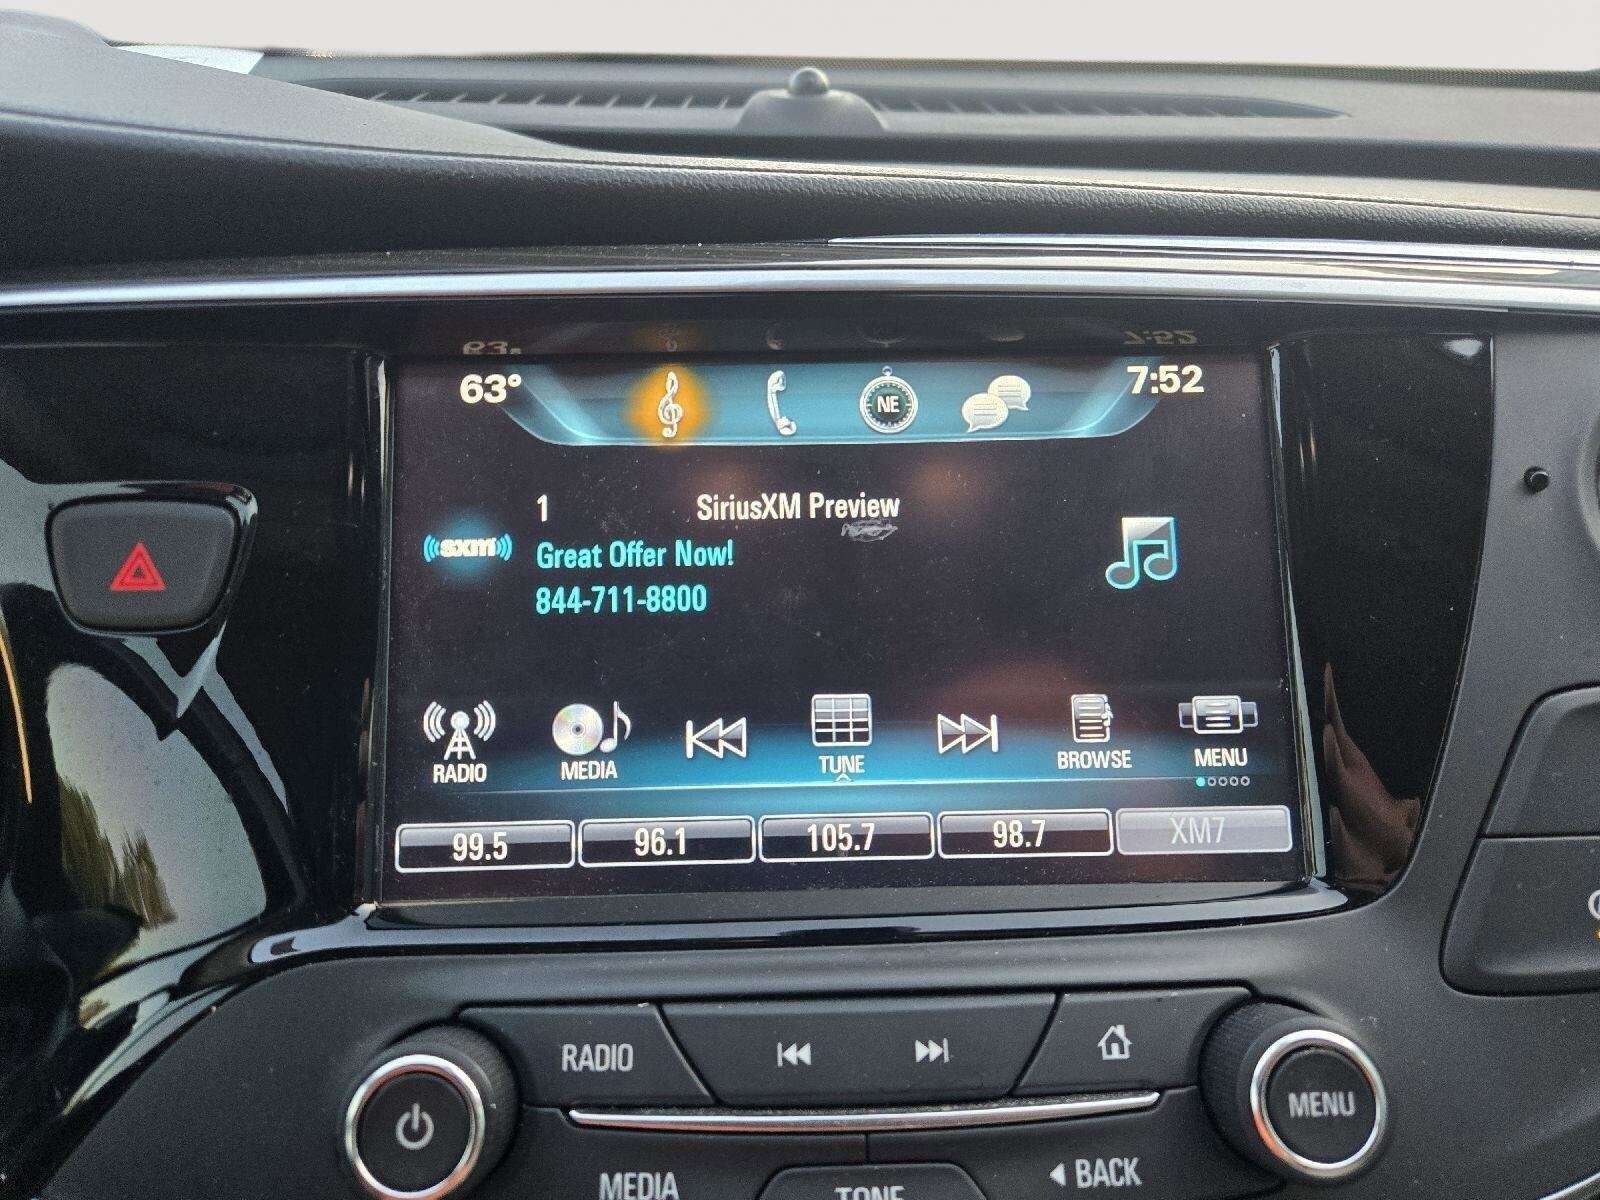 63° NE 7:52
1 SiriusXM Preview
((sxm)) Great Offer Now!
844-711-8800
RADIO MEDIA TUNE BROWSE MENU
99.5 96.1 105.7 98.7 XM7
RADIO
MENU
MEDIA TONE BACK